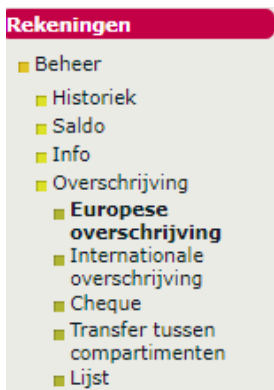 Rekeningen
Beheer
Historiek
Saldo
Info
Overschrijving
Europese
overschrijving
Internationale
overschrijving
Cheque
Transfer tussen
compartimenten
Lijst